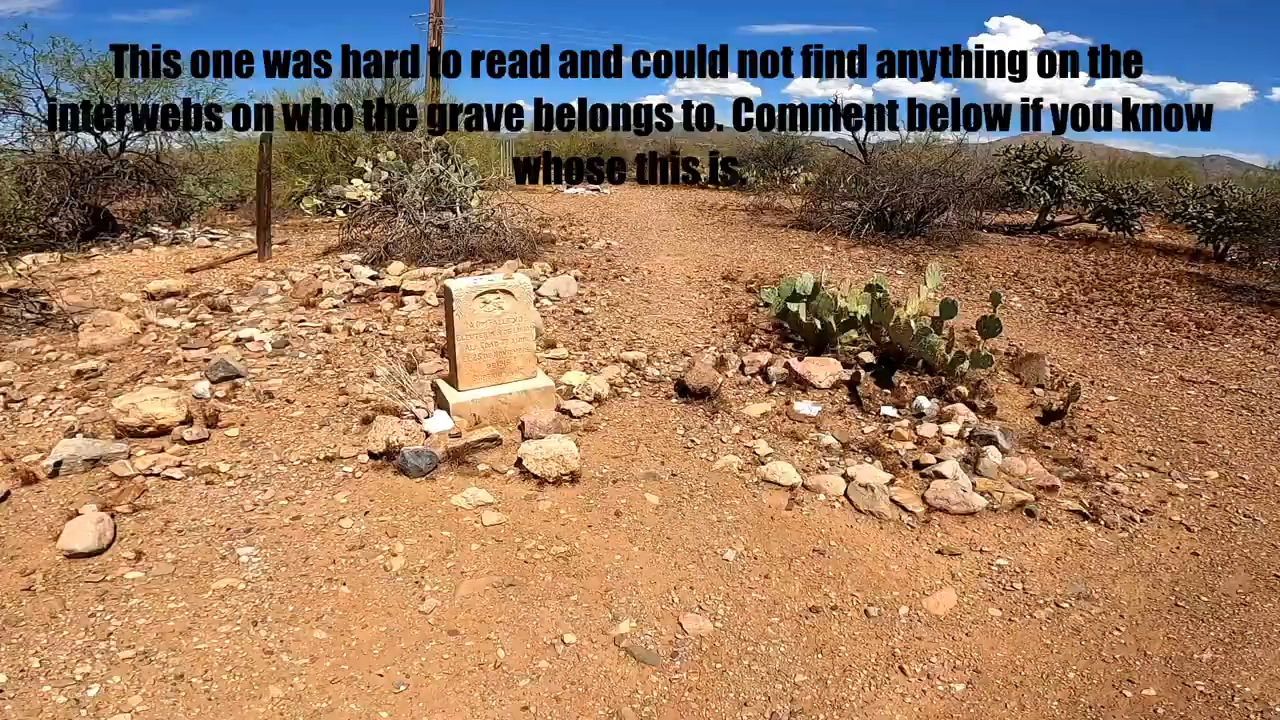 This one was hard to read and could not find anything on the
interwebs on who the grave belongs to. Comment below if you know
whose this is.